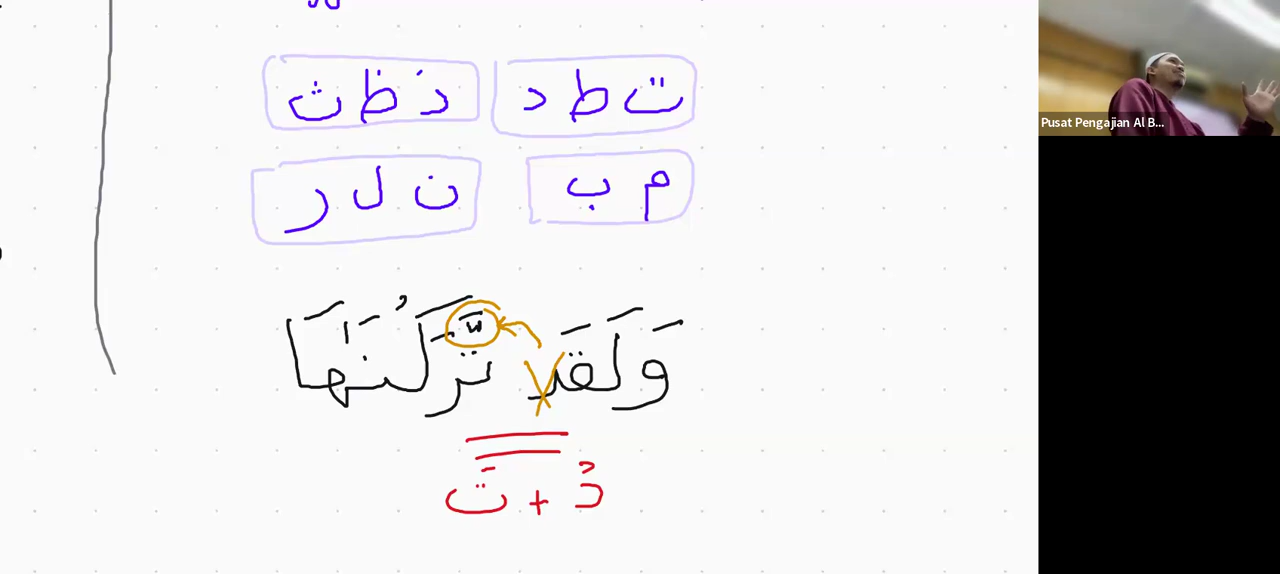 ت ط د ذ ظ ث
م ب ن ل ر
وَلَقَد تَّرَكْنَٰهَا
دْ + تَ
Pusat Pengajian Al B...